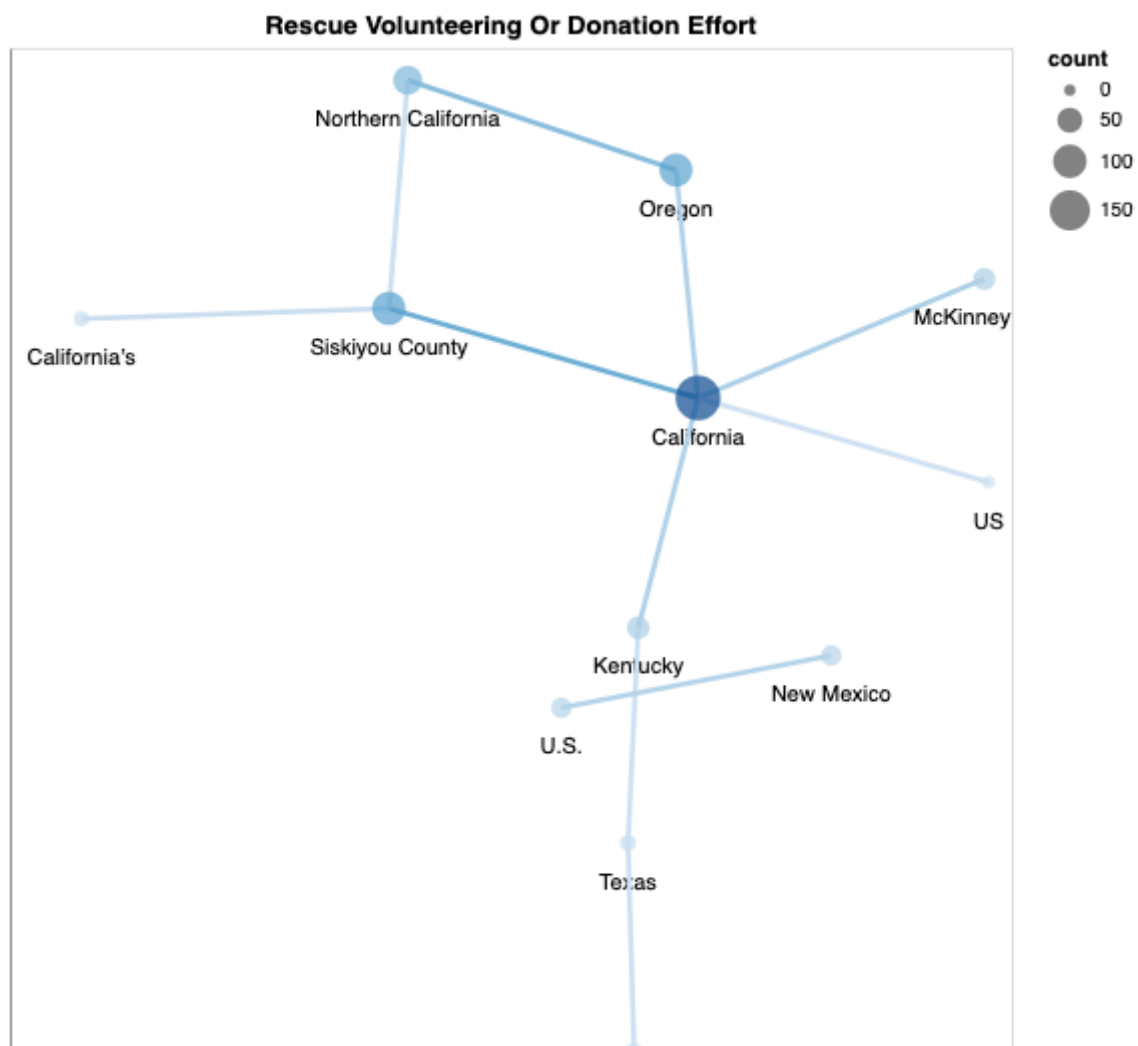 Rescue Volunteering Or Donation Effort
count
0
50
100
150
Northern California
Oregon
McKinney
Siskiyou County
California’s
California
US
Kentucky
New Mexico
U.S.
Texas